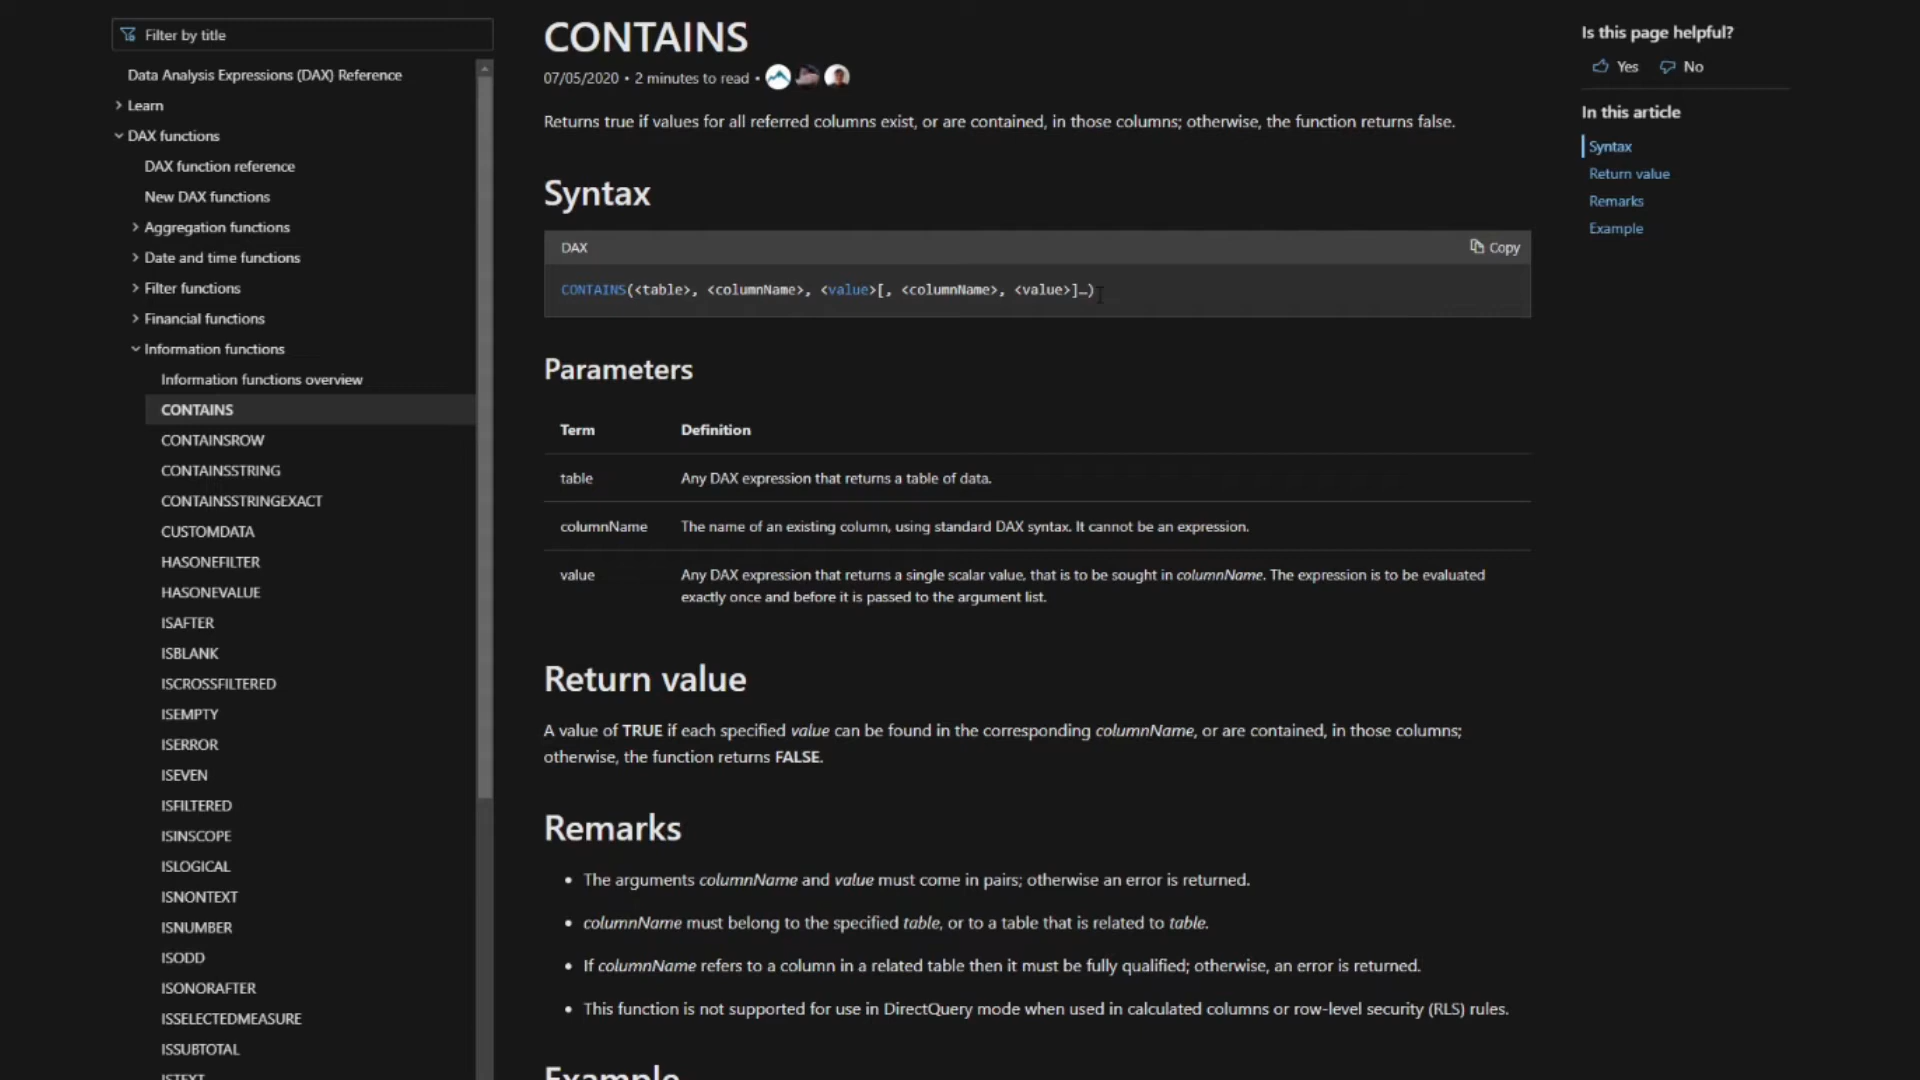 Filter by title
Data Analysis Expressions (DAX) Reference
Learn
DAX functions
DAX function reference
New DAX functions
Aggregation functions
Date and time functions
Filter functions
Financial functions
Information functions
Information functions overview
CONTAINS
CONTAINSROW
CONTAINSSTRING
CONTAINSSTRINGEXACT
CUSTOMDATA
HASONEFILTER
HASONEVALUE
ISAFTER
ISBLANK
ISCROSSFILTERED
ISEMPTY
ISERROR
ISEVEN
ISFILTERED
ISINSCOPE
ISLOGICAL
ISNONTEXT
ISNUMBER
ISODD
ISONORAFTER
ISSELECTEDMEASURE
ISSUBTOTAL
ISTEXT
CONTAINS
07/05/2020 • 2 minutes to read •
Returns true if values for all referred columns exist, or are contained, in those columns; otherwise, the function returns false.
Syntax
DAX
Copy
CONTAINS(<table>, <columnName>, <value>[, <columnName>, <value>]…)
Parameters
Term Definition
table Any DAX expression that returns a table of data.
columnName The name of an existing column, using standard DAX syntax. It cannot be an expression.
value Any DAX expression that returns a single scalar value, that is to be sought in columnName. The expression is to be evaluated
exactly once and before it is passed to the argument list.
Return value
A value of TRUE if each specified value can be found in the corresponding columnName, or are contained, in those columns;
otherwise, the function returns FALSE.
Remarks
• The arguments columnName and value must come in pairs; otherwise an error is returned.
• columnName must belong to the specified table, or to a table that is related to table.
• If columnName refers to a column in a related table then it must be fully qualified; otherwise, an error is returned.
• This function is not supported for use in DirectQuery mode when used in calculated columns or row-level security (RLS) rules.
Example
Is this page helpful?
Yes No
In this article
Syntax
Return value
Remarks
Example